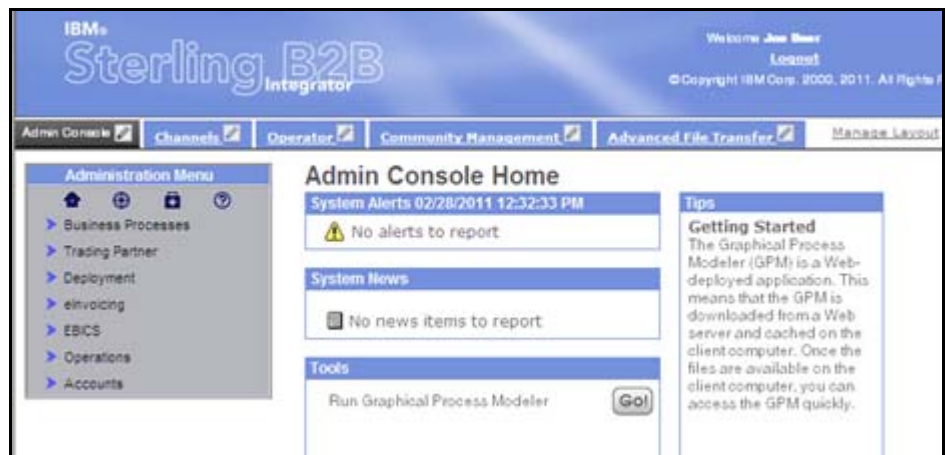 IBM®
Sterling B2B
Integrator
Welcome Joe User
Logout
©Copyright IBM Corp. 2000, 2011. All Rights
Admin Console
Channels
Operator
Community Management
Advanced File Transfer
Manage Layout
Administration Menu
Business Processes
Trading Partner
Deployment
eInvoicing
EBICS
Operations
Accounts
Admin Console Home
System Alerts 02/28/2011 12:32:33 PM
No alerts to report
System News
No news items to report
Tools
Run Graphical Process Modeler
Go!
Tips
Getting Started
The Graphical Process
Modeler (GPM) is a Web-
deployed application. This
means that the GPM is
downloaded from a Web
server and cached on the
client computer. Once the
files are available on the
client computer, you can
access the GPM quickly.